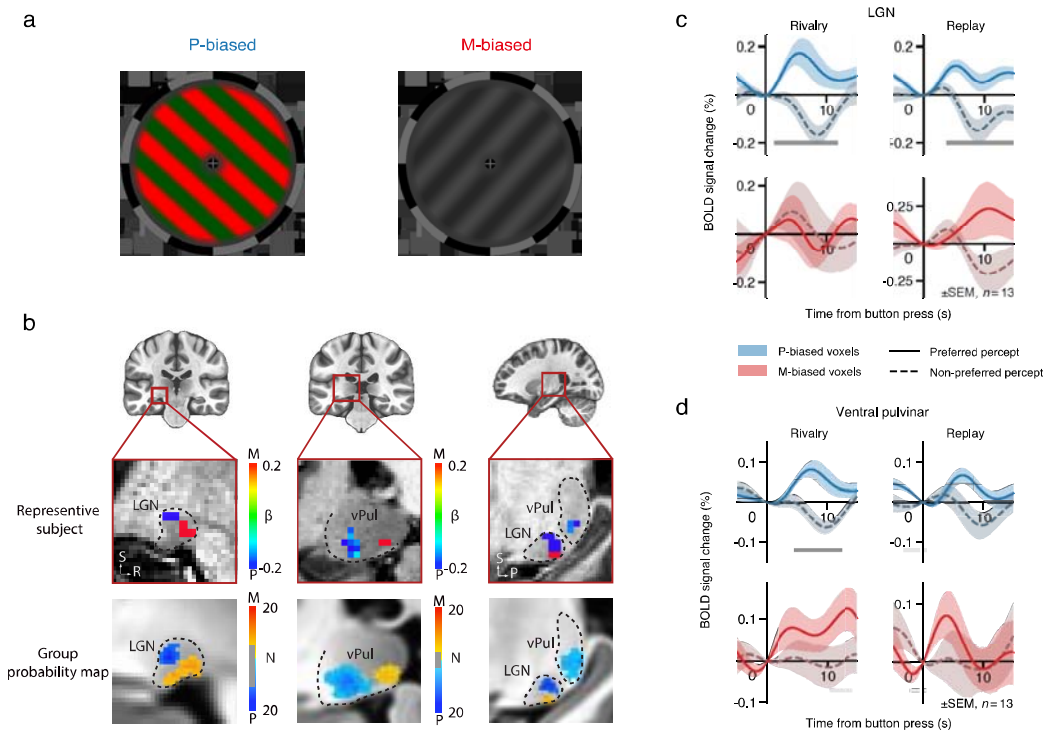 a
P-biased
M-biased
b
Representive
subject
LGN
S
R
M
0.2
β
-0.2
P
vPul
M
0.2
β
-0.2
P
vPul
LGN
S
P
Group
probability map
LGN
M
20
N
20
P
vPul
M
20
N
20
P
vPul
LGN
c
LGN
Rivalry
Replay
BOLD signal change (%)
0.2
0
10
-0.2
0.2
0
10
-0.2
0.2
0
10
-0.2
0.25
0
10
-0.25
±SEM, n = 13
Time from button press (s)
P-biased voxels
Preferred percept
M-biased voxels
Non-preferred percept
d
Ventral pulvinar
Rivalry
Replay
BOLD signal change (%)
0.1
0
10
-0.1
0.1
0
10
-0.1
0.1
0
10
-0.1
0.1
0
10
±SEM, n = 13
Time from button press (s)